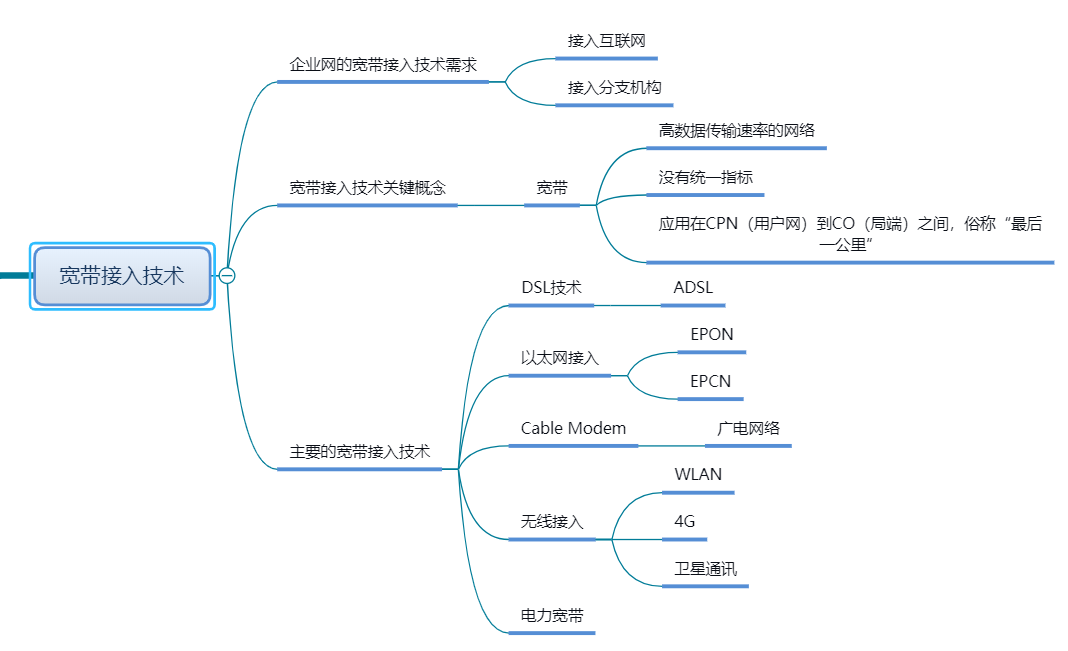 宽带接入技术
企业网的宽带接入技术需求
接入互联网
接入分支机构
宽带接入技术关键概念
宽带
高数据传输速率的网络
没有统一指标
应用在CPN（用户网）到CO（局端）之间，俗称“最后
一公里”
主要的宽带接入技术
DSL技术
ADSL
以太网接入
EPON
EPCN
Cable Modem
广电网络
无线接入
WLAN
4G
卫星通讯
电力宽带